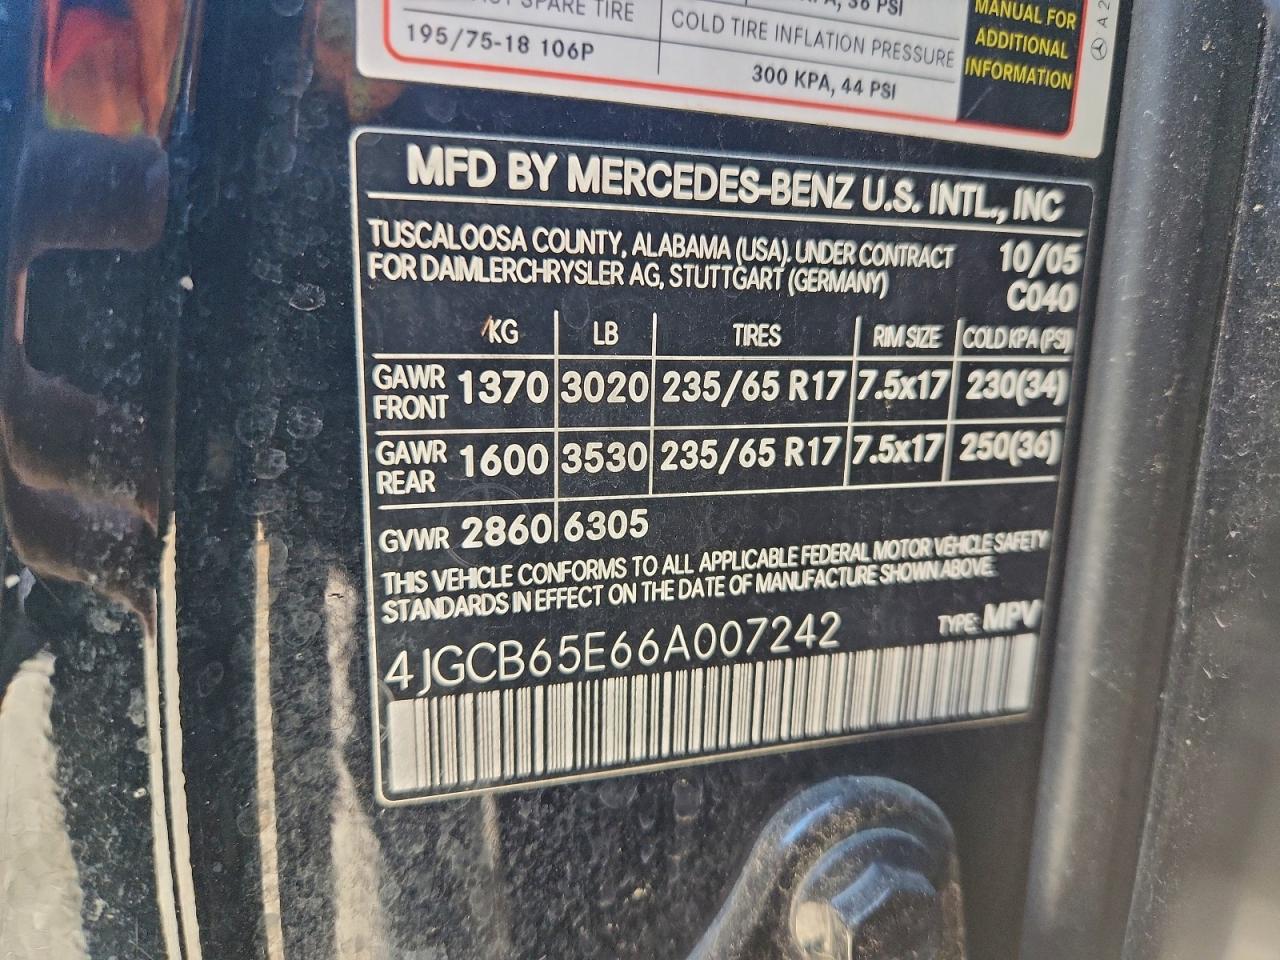 SPARE TIRE
36 PSI
COLD TIRE INFLATION PRESSURE
195/75-18 106P
300 KPA, 44 PSI
MANUAL FOR
ADDITIONAL
INFORMATION
MFD BY MERCEDES-BENZ U.S. INTL., INC
TUSCALOOSA COUNTY, ALABAMA (USA). UNDER CONTRACT 10/05
FOR DAIMLERCHRYSLER AG, STUTTGART (GERMANY) C040
KG LB TIRES RIM SIZE COLD KPA (PSI)
GAWR FRONT 1370 3020 235/65 R17 7.5x17 230(34)
GAWR REAR 1600 3530 235/65 R17 7.5x17 250(36)
GVWR 2860 6305
THIS VEHICLE CONFORMS TO ALL APPLICABLE FEDERAL MOTOR VEHICLE SAFETY
STANDARDS IN EFFECT ON THE DATE OF MANUFACTURE SHOWN ABOVE.
4JGCB65E66A007242 TYPE: MPV